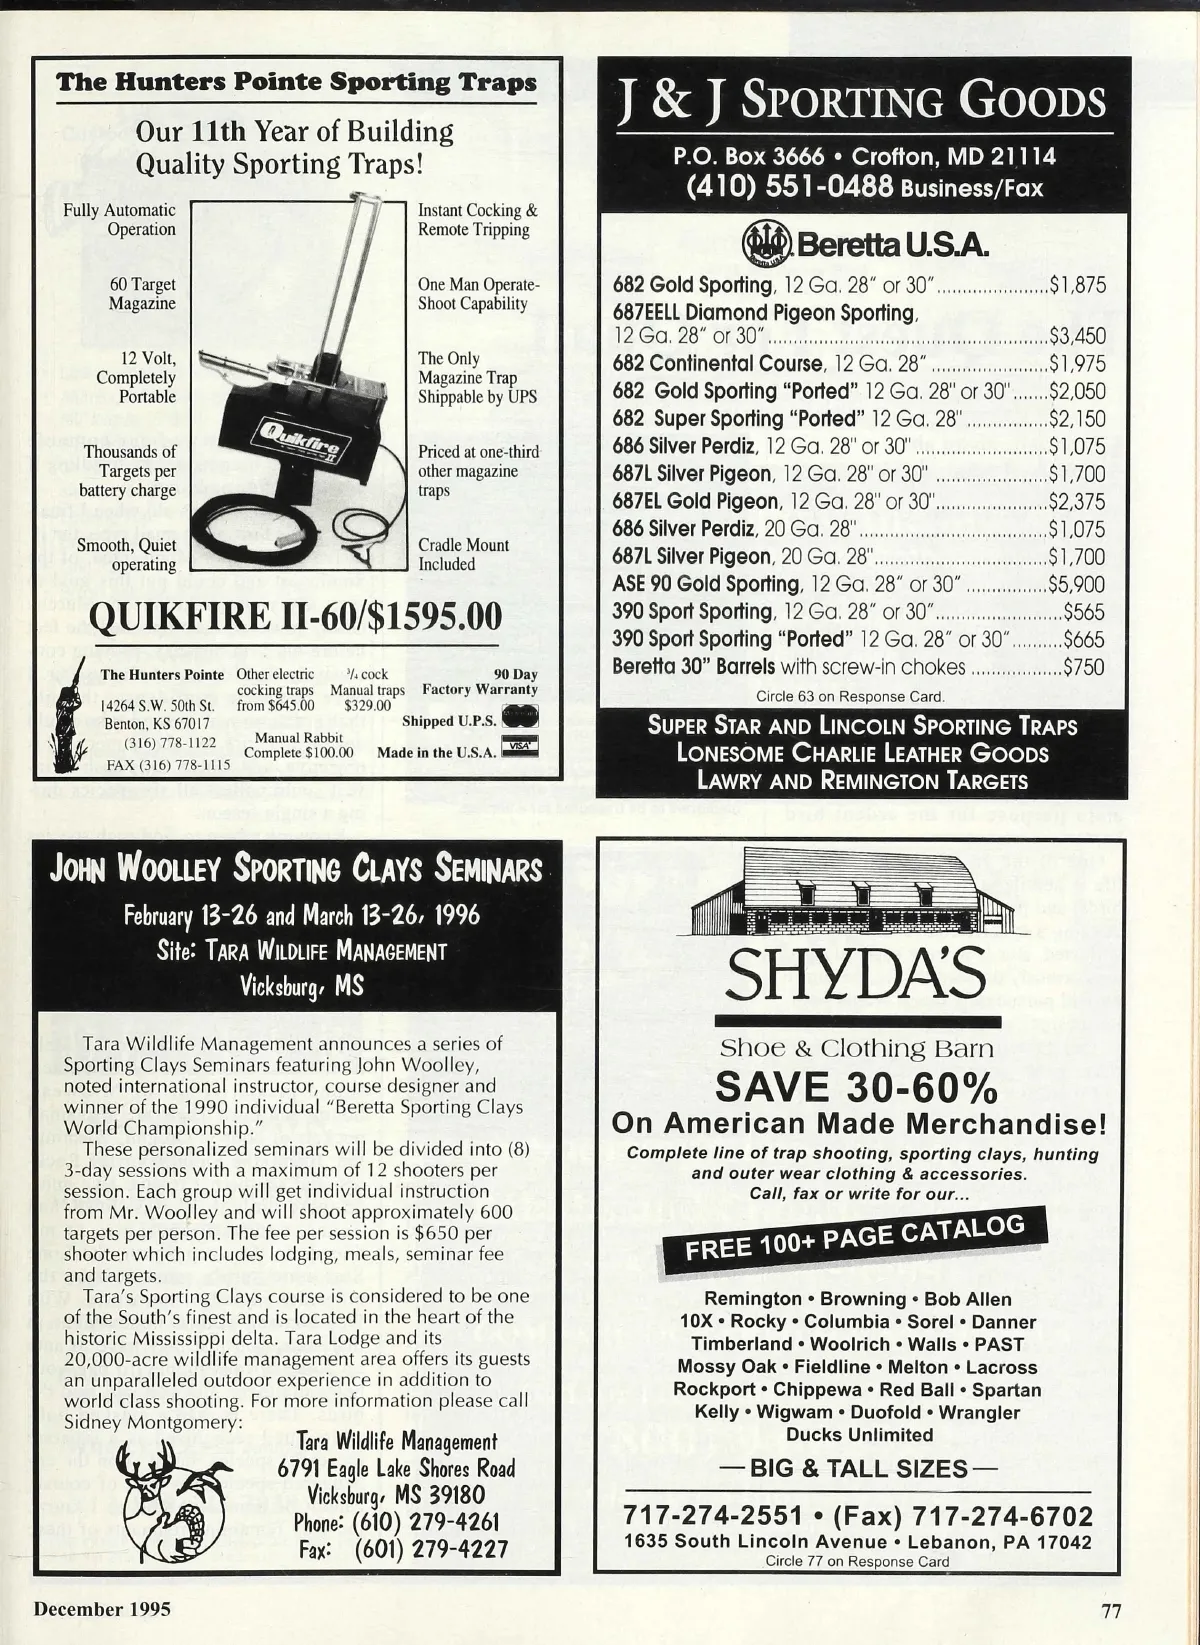 The Hunters Pointe Sporting Traps
Our 11th Year of Building
Quality Sporting Traps!
Fully Automatic
Operation
60 Target
Magazine
12 Volt,
Completely
Portable
Thousands of
Targets per
battery charge
Smooth, Quiet
operating
Quikfire
II
Instant Cocking &
Remote Tripping
One Man Operate-
Shoot Capability
The Only
Magazine Trap
Shippable by UPS
Priced at one-third
other magazine
traps
Cradle Mount
Included
QUIKFIRE II-60/$1595.00
The Hunters Pointe
14264 S.W. 50th St.
Benton, KS 67017
(316) 778-1122
FAX (316) 778-1115
Other electric
cocking traps
from $645.00
3/4 cock
Manual traps
$329.00
Manual Rabbit
Complete $100.00
90 Day
Factory Warranty
Shipped U.P.S.
Made in the U.S.A.
VISA
J & J SPORTING GOODS
P.O. Box 3666 • Crofton, MD 21114
(410) 551-0488 Business/Fax
Beretta U.S.A.
682 Gold Sporting, 12 Ga. 28" or 30"......................$1,875
687EELL Diamond Pigeon Sporting,
12 Ga. 28" or 30"........................................................$3,450
682 Continental Course, 12 Ga. 28" .......................$1,975
682 Gold Sporting "Ported" 12 Ga. 28" or 30".......$2,050
682 Super Sporting "Ported" 12 Ga. 28" ................$2,150
686 Silver Perdiz, 12 Ga. 28" or 30" ..........................$1,075
687L Silver Pigeon, 12 Ga. 28" or 30" ......................$1,700
687EL Gold Pigeon, 12 Ga. 28" or 30"......................$2,375
686 Silver Perdiz, 20 Ga. 28".....................................$1,075
687L Silver Pigeon, 20 Ga. 28"..................................$1,700
ASE 90 Gold Sporting, 12 Ga. 28" or 30" ................$5,900
390 Sport Sporting, 12 Ga. 28" or 30".........................$565
390 Sport Sporting "Ported" 12 Ga. 28" or 30"..........$665
Beretta 30" Barrels with screw-in chokes ..................$750
Circle 63 on Response Card.
SUPER STAR AND LINCOLN SPORTING TRAPS
LONESOME CHARLIE LEATHER GOODS
LAWRY AND REMINGTON TARGETS
JOHN WOOLLEY SPORTING CLAYS SEMINARS
February 13-26 and March 13-26, 1996
Site: TARA WILDLIFE MANAGEMENT
Vicksburg, MS
Tara Wildlife Management announces a series of
Sporting Clays Seminars featuring John Woolley,
noted international instructor, course designer and
winner of the 1990 individual "Beretta Sporting Clays
World Championship."
These personalized seminars will be divided into (8)
3-day sessions with a maximum of 12 shooters per
session. Each group will get individual instruction
from Mr. Woolley and will shoot approximately 600
targets per person. The fee per session is $650 per
shooter which includes lodging, meals, seminar fee
and targets.
Tara's Sporting Clays course is considered to be one
of the South's finest and is located in the heart of the
historic Mississippi delta. Tara Lodge and its
20,000-acre wildlife management area offers its guests
an unparalleled outdoor experience in addition to
world class shooting. For more information please call
Sidney Montgomery:
Tara Wildlife Management
6791 Eagle Lake Shores Road
Vicksburg, MS 39180
Phone: (610) 279-4261
Fax: (601) 279-4227
SHYDA'S
Shoe & Clothing Barn
SAVE 30-60%
On American Made Merchandise!
Complete line of trap shooting, sporting clays, hunting
and outer wear clothing & accessories.
Call, fax or write for our...
FREE 100+ PAGE CATALOG
Remington • Browning • Bob Allen
10X • Rocky • Columbia • Sorel • Danner
Timberland • Woolrich • Walls • PAST
Mossy Oak • Fieldline • Melton • Lacross
Rockport • Chippewa • Red Ball • Spartan
Kelly • Wigwam • Duofold • Wrangler
Ducks Unlimited
— BIG & TALL SIZES —
717-274-2551 • (Fax) 717-274-6702
1635 South Lincoln Avenue • Lebanon, PA 17042
Circle 77 on Response Card
December 1995
77